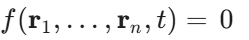 f(𝐫₁, . . . , 𝐫ₙ, t) = 0